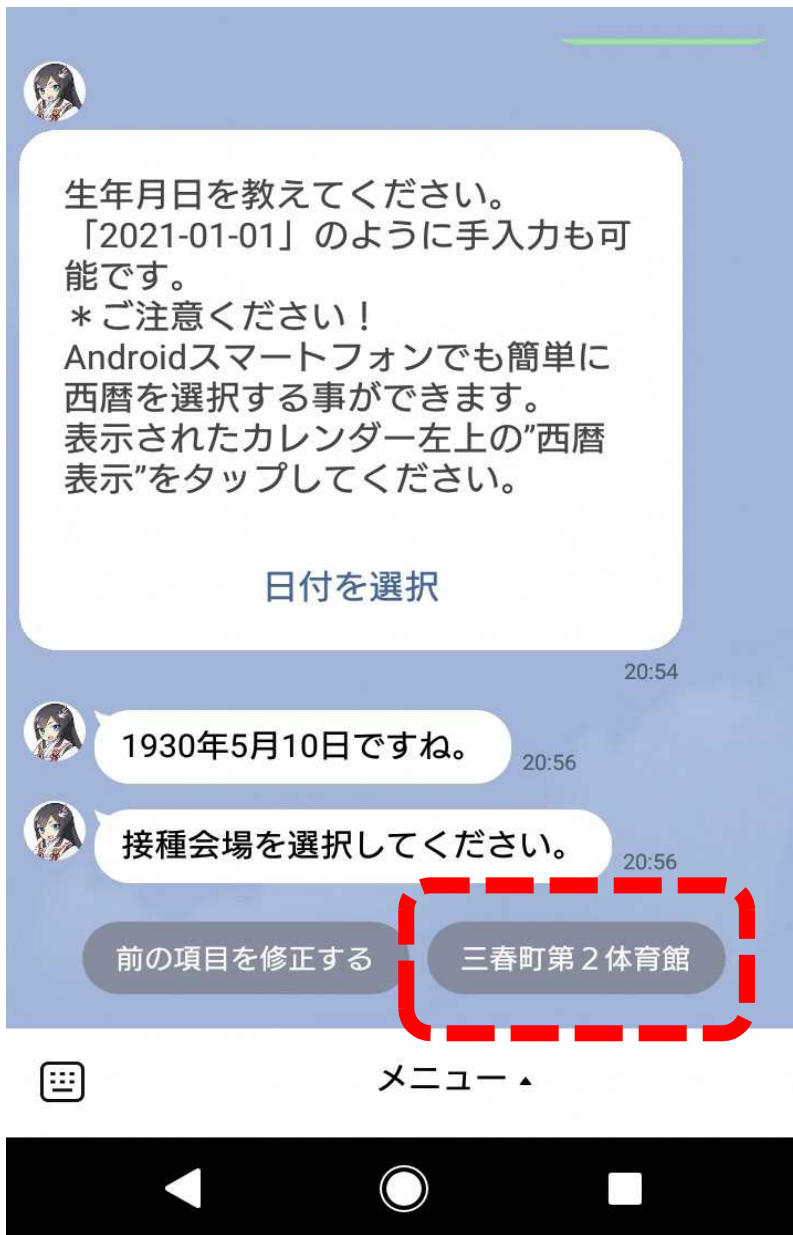 生年月日を教えてください。
「2021-01-01」のように手入力も可
能です。
＊ご注意ください！
Androidスマートフォンでも簡単に
西暦を選択する事ができます。
表示されたカレンダー左上の”西暦
表示”をタップしてください。
日付を選択
20:54
1930年5月10日ですね。
20:56
接種会場を選択してください。
20:56
前の項目を修正する
三春町第２体育館
メニュー ▲